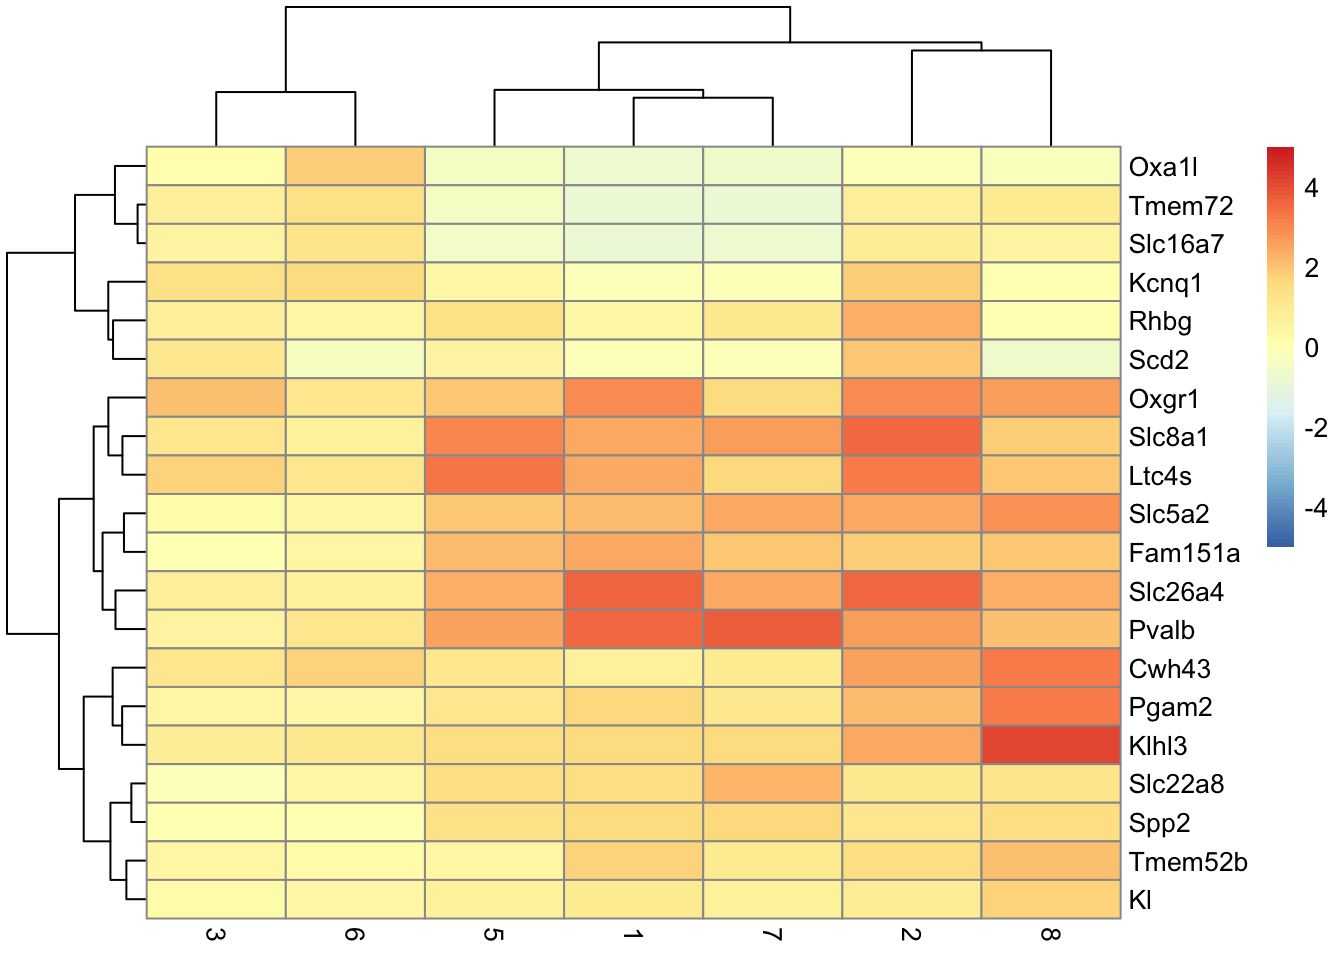 Oxa1l
Tmem72
Slc16a7
Kcnq1
Rhbg
Scd2
Oxgr1
Slc8a1
Ltc4s
Slc5a2
Fam151a
Slc26a4
Pvalb
Cwh43
Pgam2
Klhl3
Slc22a8
Spp2
Tmem52b
Kl
3 6 5 1 7 2 8
4
2
0
-2
-4